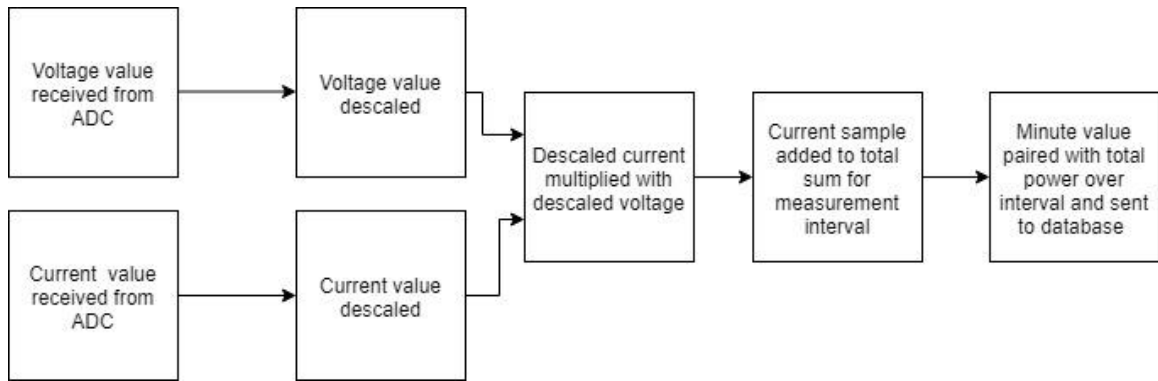 Voltage value
received from
ADC
Voltage value
descaled
Current  value
received from
ADC
Current value
descaled
Descaled current
multiplied with
descaled voltage
Current sample
added to total
sum for
measurement
interval
Minute value
paired with total
power over
interval and sent
to database